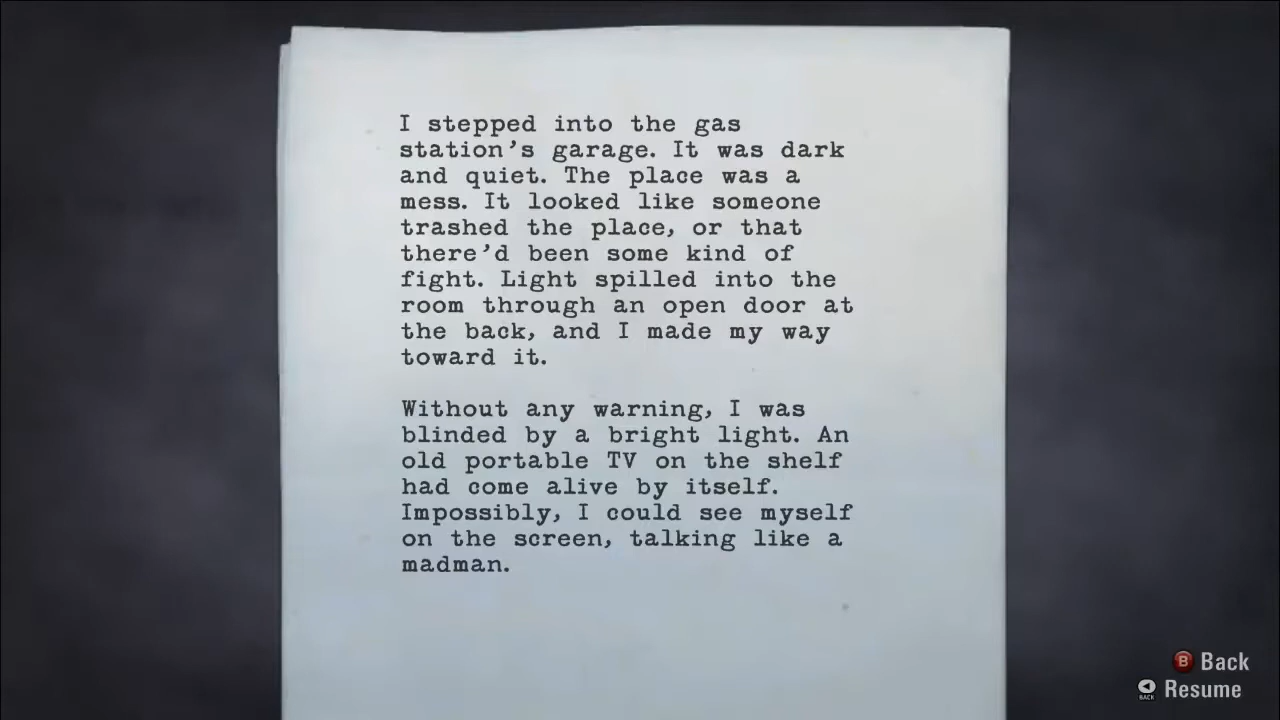 I stepped into the gas
station's garage. It was dark
and quiet. The place was a
mess. It looked like someone
trashed the place, or that
there'd been some kind of
fight. Light spilled into the
room through an open door at
the back, and I made my way
toward it.
Without any warning, I was
blinded by a bright light. An
old portable TV on the shelf
had come alive by itself.
Impossibly, I could see myself
on the screen, talking like a
madman.
B Back
BACK Resume